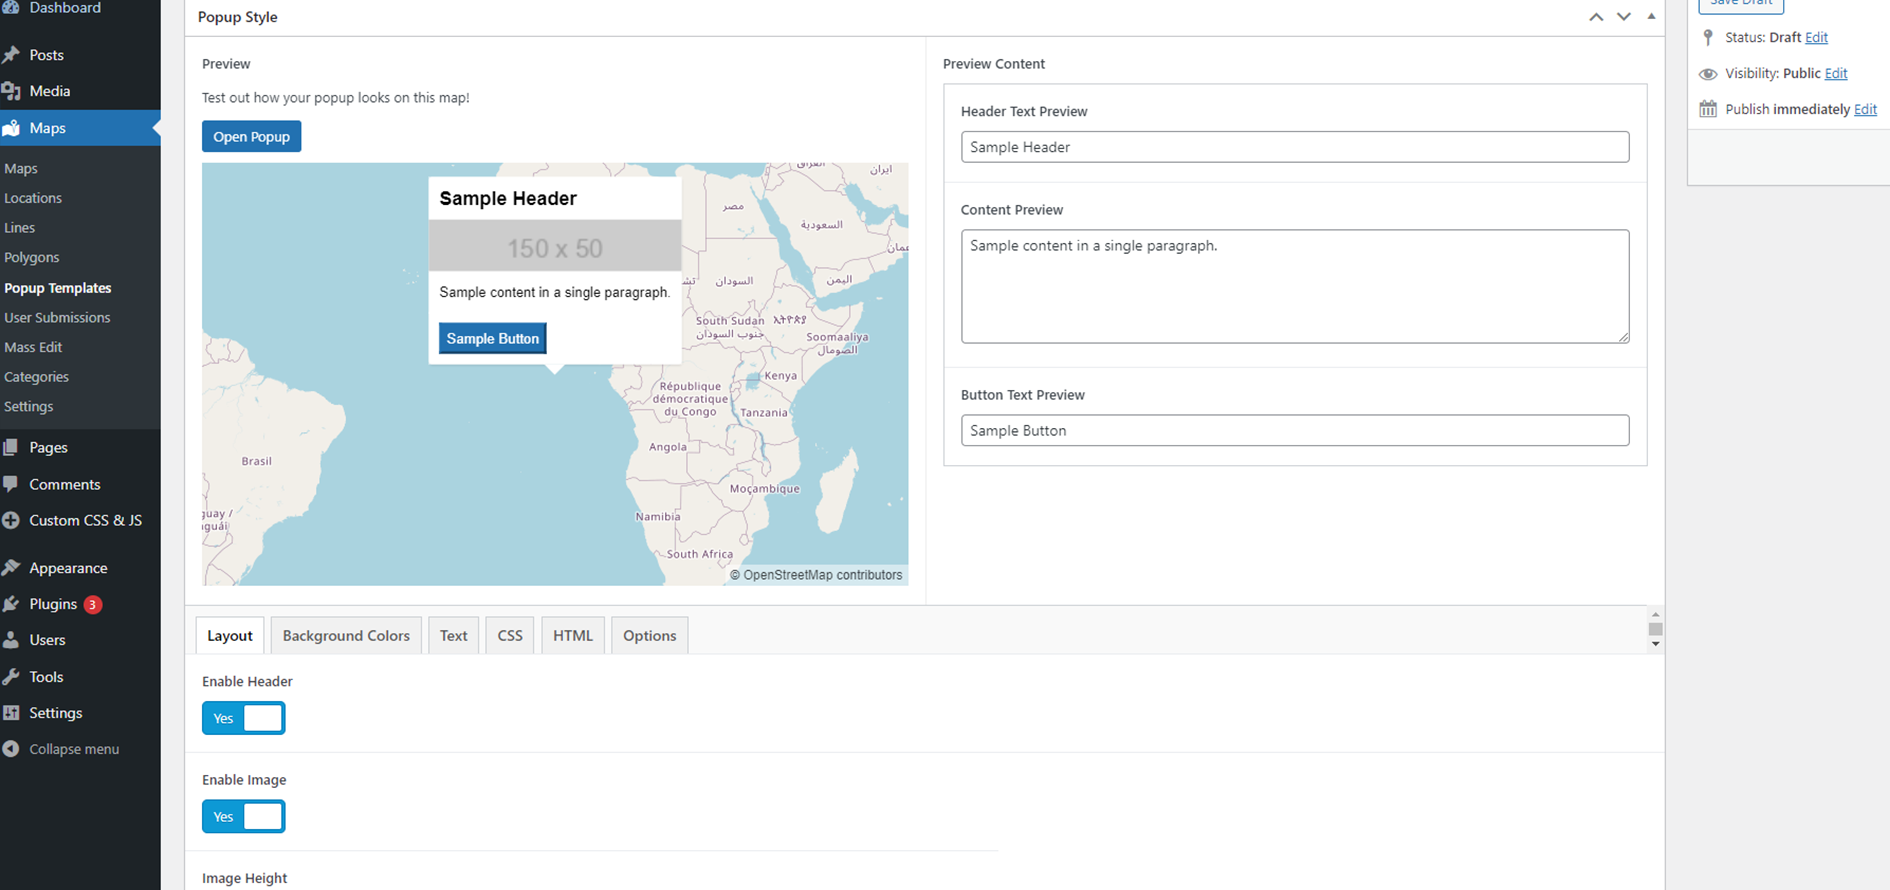 Dashboard
Posts
Media
Maps
Maps
Locations
Lines
Polygons
Popup Templates
User Submissions
Mass Edit
Categories
Settings
Pages
Comments
Custom CSS & JS
Appearance
Plugins 3
Users
Tools
Settings
Collapse menu
Popup Style
Preview
Test out how your popup looks on this map!
Open Popup
Sample Header
150 x 50
Sample content in a single paragraph.
Sample Button
ایران
العراق
مصر
السعودية
عمان
السودان
اليمن
South Sudan
جنوب السودان
ኢትዮጵያ
Soomaaliya
الصومال
République
démocratique
du Congo
Kenya
Tanzania
Angola
Moçambique
Namibia
South Africa
Brasil
© OpenStreetMap contributors
Preview Content
Header Text Preview
Sample Header
Content Preview
Sample content in a single paragraph.
Button Text Preview
Sample Button
Layout
Background Colors
Text
CSS
HTML
Options
Enable Header
Yes
Enable Image
Yes
Image Height
Save Draft
Status: Draft Edit
Visibility: Public Edit
Publish immediately Edit